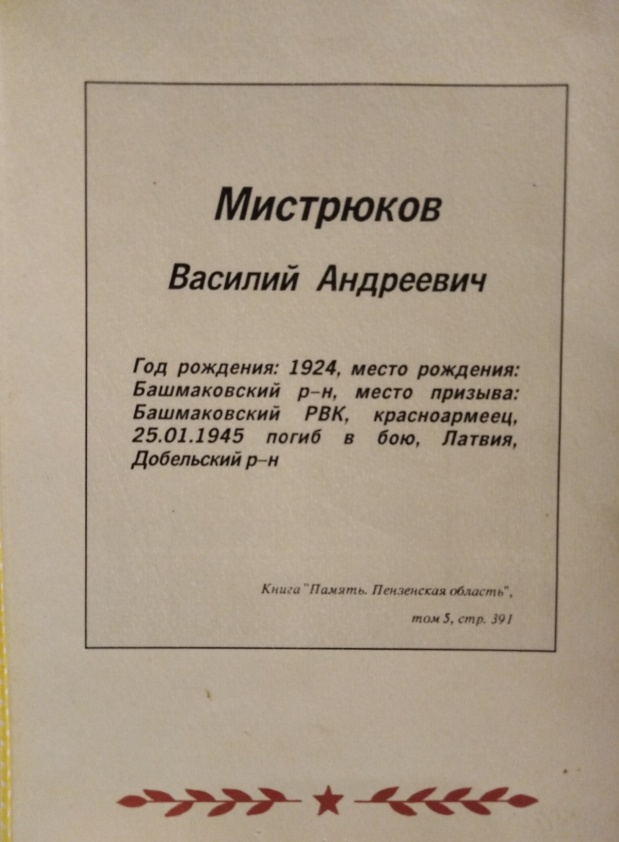 Мистрюков
Василий Андреевич
Год рождения: 1924, место рождения:
Башмаковский р-н, место призыва:
Башмаковский РВК, красноармеец,
25.01.1945 погиб в бою, Латвия,
Добельский р-н
Книга "Память. Пензенская область",
том 5, стр. 391